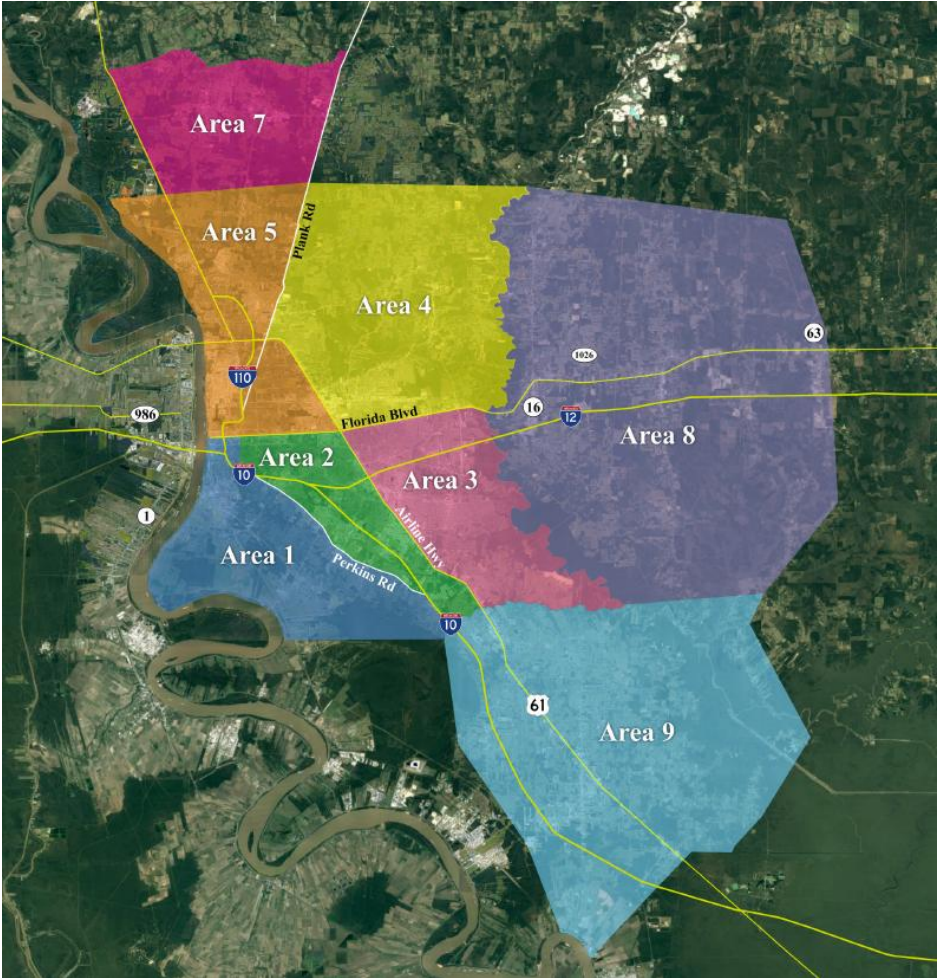 Area 7
Area 5
Plank Rd
Area 4
63
1026
110
986
Florida Blvd
16
12
Area 8
Area 2
10
Area 3
1
Area 1
Airline Hwy
Perkins Rd
10
61
Area 9